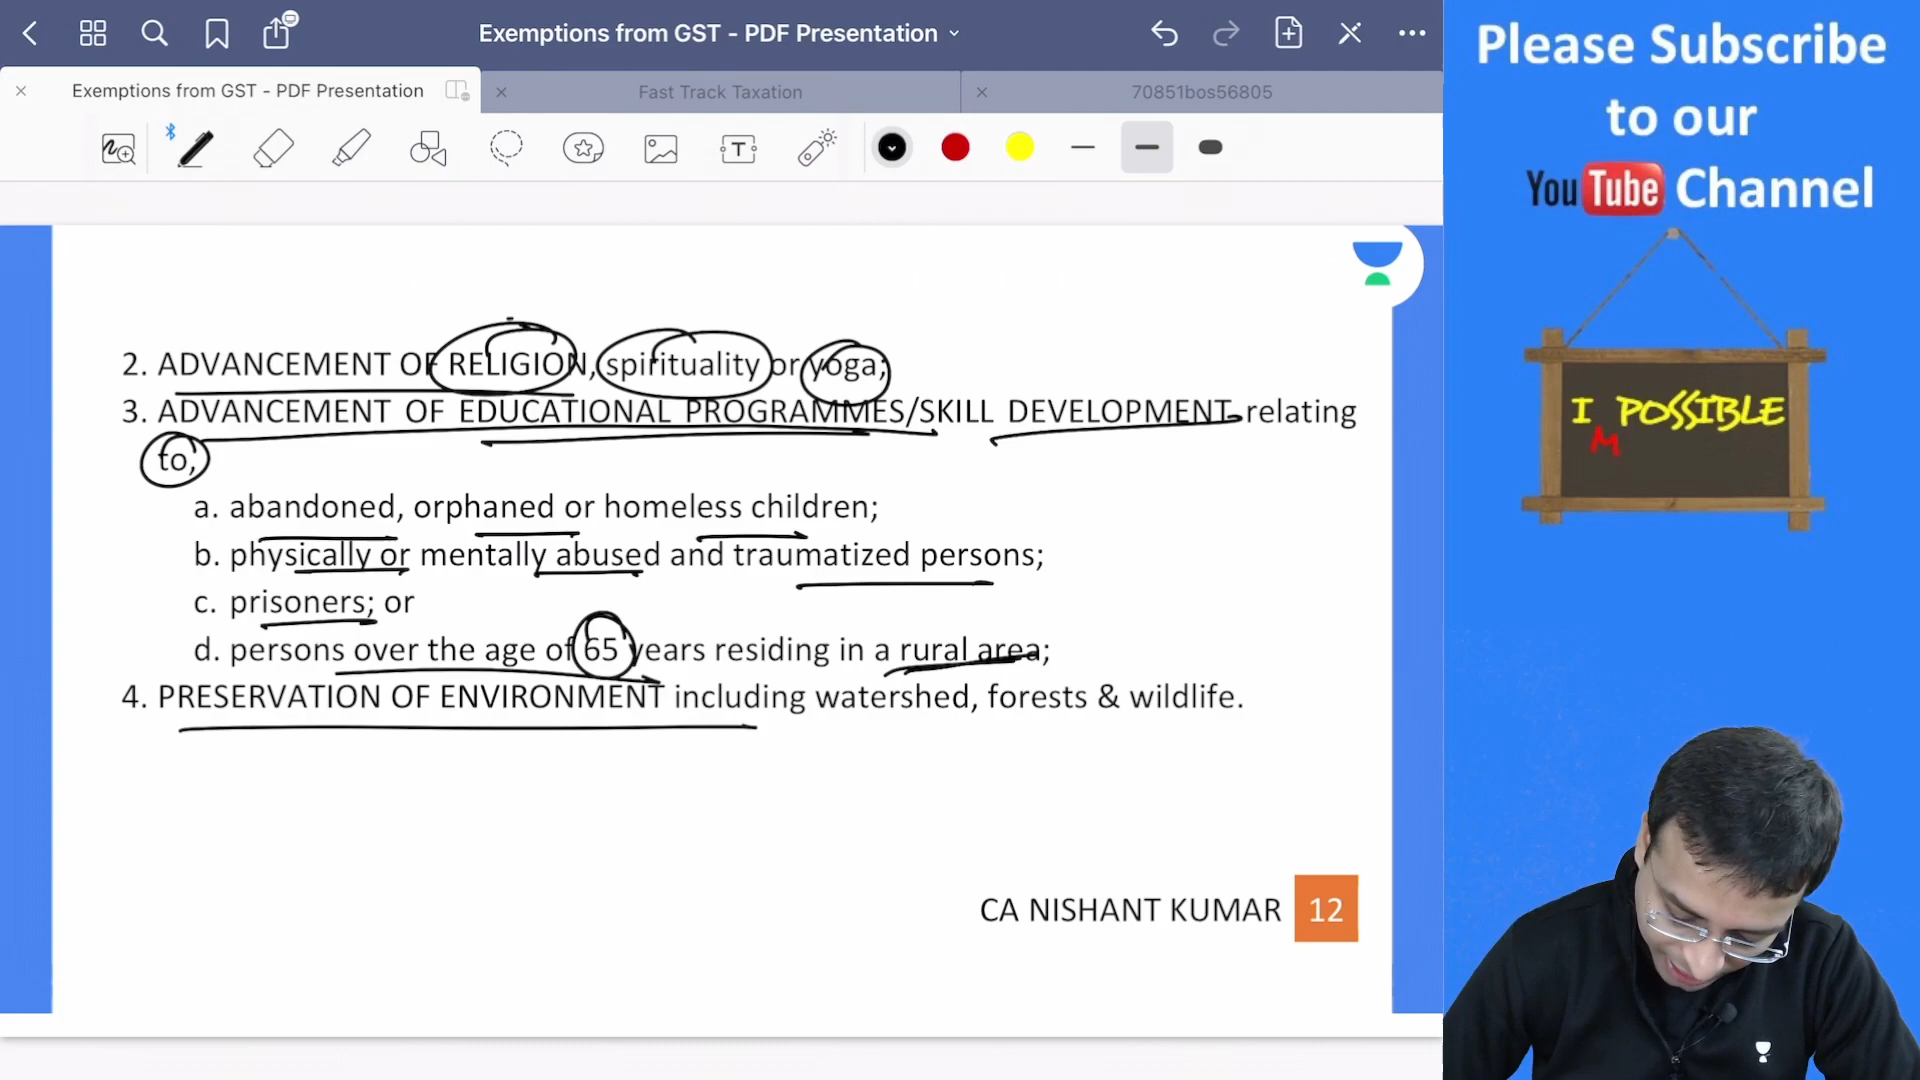 Exemptions from GST - PDF Presentation
Exemptions from GST - PDF Presentation
Fast Track Taxation
70851bos56805
T
2. ADVANCEMENT OF RELIGION, spirituality or yoga;
3. ADVANCEMENT OF EDUCATIONAL PROGRAMMES/SKILL DEVELOPMENT relating
to,
a. abandoned, orphaned or homeless children;
b. physically or mentally abused and traumatized persons;
c. prisoners; or
d. persons over the age of 65 years residing in a rural area;
4. PRESERVATION OF ENVIRONMENT including watershed, forests & wildlife.
CA NISHANT KUMAR 12
Please Subscribe
to our
YouTube Channel
I POSSIBLE
M